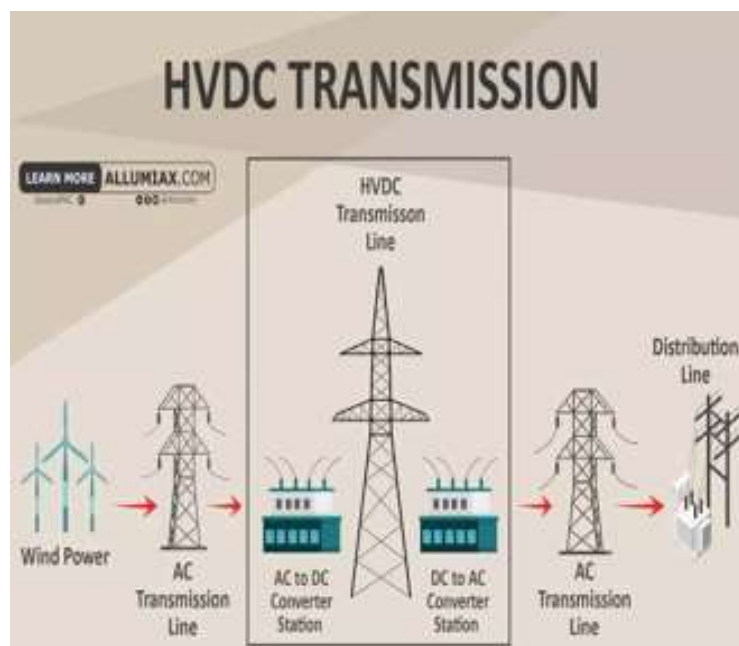 HVDC TRANSMISSION
LEARN MORE ALLUMIAX.COM
HVDC
Transmisson
Line
Distribution
Line
Wind Power
AC
Transmission
Line
AC to DC
Converter
Station
DC to AC
Converter
Station
AC
Transmission
Line